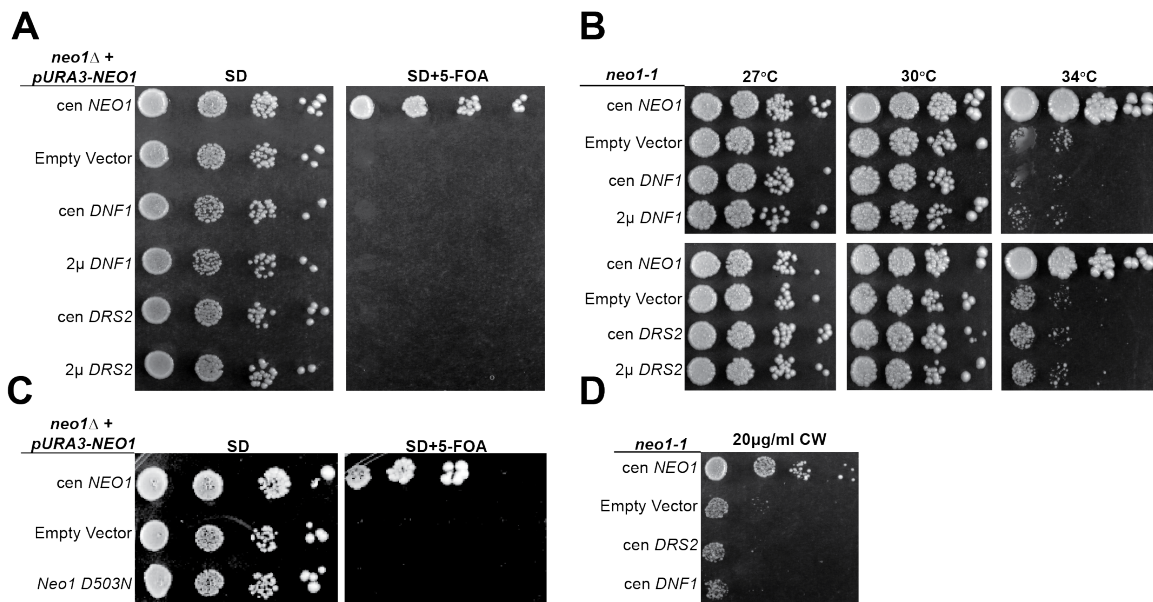 A
neo1Δ +
pURA3-NEO1
SD
SD+5-FOA
cen NEO1
Empty Vector
cen DNF1
2µ DNF1
cen DRS2
2µ DRS2
B
neo1-1
27°C
30°C
34°C
cen NEO1
Empty Vector
cen DNF1
2µ DNF1
cen NEO1
Empty Vector
cen DRS2
2µ DRS2
C
neo1Δ +
pURA3-NEO1
SD
SD+5-FOA
cen NEO1
Empty Vector
Neo1 D503N
D
neo1-1
20µg/ml CW
cen NEO1
Empty Vector
cen DRS2
cen DNF1